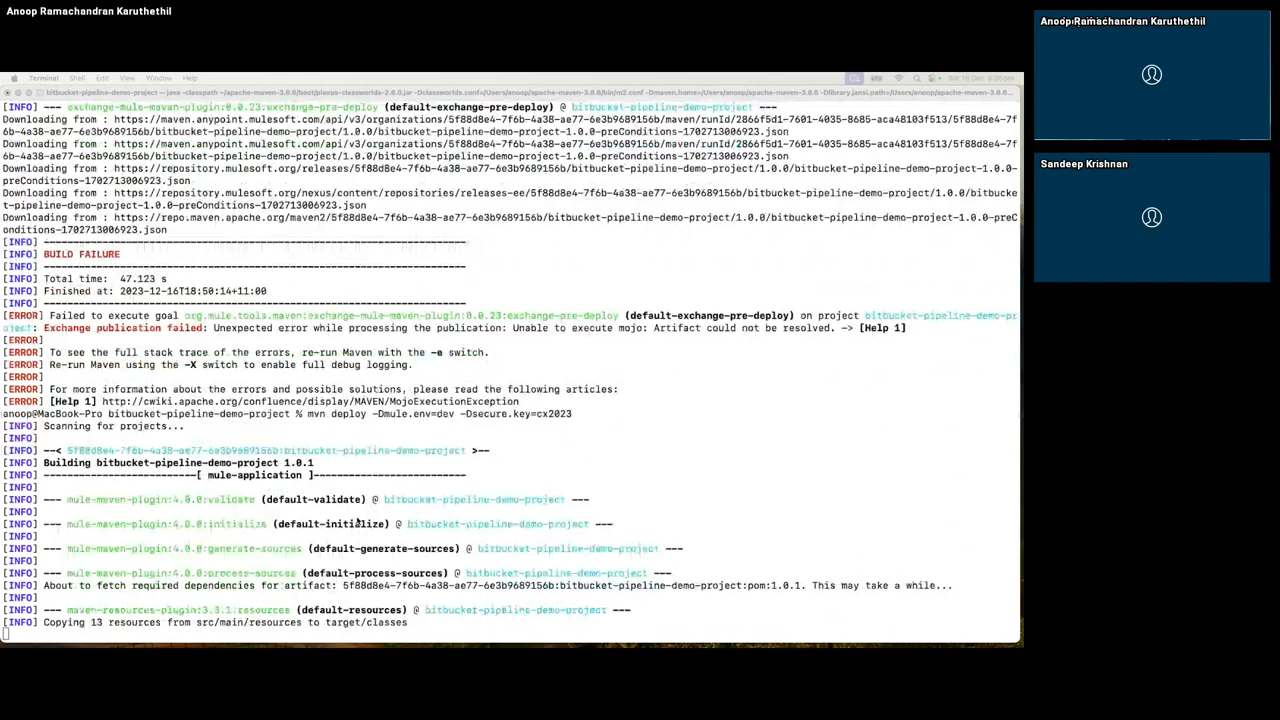 Anoop Ramachandran Karuthethil
Anoop Ramachandran Karuthethil
Sandeep Krishnan
Terminal Shell Edit View Window Help
[INFO] --- exchange-mule-maven-plugin:0.0.23:exchange-pre-deploy (default-exchange-pre-deploy) @ bitbucket-pipeline-demo-project ---
Downloading from : https://maven.anypoint.mulesoft.com/api/v3/organizations/5f88d8e4-7f6b-4a38-ae77-6e3b9689156b/maven/runId/2866f5d1-7601-4035-8685-aca48103f513/5f88d8e4-7f
6b-4a38-ae77-6e3b9689156b/bitbucket-pipeline-demo-project/1.0.0/bitbucket-pipeline-demo-project-1.0.0-preConditions-1702713006923.json
Downloading from : https://maven.anypoint.mulesoft.com/api/v3/organizations/5f88d8e4-7f6b-4a38-ae77-6e3b9689156b/maven/runId/2866f5d1-7601-4035-8685-aca48103f513/5f88d8e4-7f
6b-4a38-ae77-6e3b9689156b/bitbucket-pipeline-demo-project/1.0.0/bitbucket-pipeline-demo-project-1.0.0-preConditions-1702713006923.json
Downloading from : https://repository.mulesoft.org/releases/5f88d8e4-7f6b-4a38-ae77-6e3b9689156b/bitbucket-pipeline-demo-project/1.0.0/bitbucket-pipeline-demo-project-1.0.0-
preConditions-1702713006923.json
Downloading from : https://repository.mulesoft.org/nexus/content/repositories/releases-ee/5f88d8e4-7f6b-4a38-ae77-6e3b9689156b/bitbucket-pipeline-demo-project/1.0.0/bitbucke
t-pipeline-demo-project-1.0.0-preConditions-1702713006923.json
Downloading from : https://repo.maven.apache.org/maven2/5f88d8e4-7f6b-4a38-ae77-6e3b9689156b/bitbucket-pipeline-demo-project/1.0.0/bitbucket-pipeline-demo-project-1.0.0-preC
onditions-1702713006923.json
[INFO] ------------------------------------------------------------------------
[INFO] BUILD FAILURE
[INFO] ------------------------------------------------------------------------
[INFO] Total time:  47.123 s
[INFO] Finished at: 2023-12-16T18:50:14+11:00
[INFO] ------------------------------------------------------------------------
[ERROR] Failed to execute goal org.mule.tools.maven:exchange-mule-maven-plugin:0.0.23:exchange-pre-deploy (default-exchange-pre-deploy) on project bitbucket-pipeline-demo-pr
oject: Exchange publication failed: Unexpected error while processing the publication: Unable to execute mojo: Artifact could not be resolved. -> [Help 1]
[ERROR]
[ERROR] To see the full stack trace of the errors, re-run Maven with the -e switch.
[ERROR] Re-run Maven using the -X switch to enable full debug logging.
[ERROR]
[ERROR] For more information about the errors and possible solutions, please read the following articles:
[ERROR] [Help 1] http://cwiki.apache.org/confluence/display/MAVEN/MojoExecutionException
anoop@MacBook-Pro bitbucket-pipeline-demo-project % mvn deploy -Dmule.env=dev -Dsecure.key=cx2023
[INFO] Scanning for projects...
[INFO]
[INFO] --< 5f88d8e4-7f6b-4a38-ae77-6e3b9689156b:bitbucket-pipeline-demo-project >--
[INFO] Building bitbucket-pipeline-demo-project 1.0.1
[INFO] --------------------------[ mule-application ]--------------------------
[INFO]
[INFO] --- mule-maven-plugin:4.0.0:validate (default-validate) @ bitbucket-pipeline-demo-project ---
[INFO]
[INFO] --- mule-maven-plugin:4.0.0:initialize (default-initialize) @ bitbucket-pipeline-demo-project ---
[INFO]
[INFO] --- mule-maven-plugin:4.0.0:generate-sources (default-generate-sources) @ bitbucket-pipeline-demo-project ---
[INFO]
[INFO] --- mule-maven-plugin:4.0.0:process-sources (default-process-sources) @ bitbucket-pipeline-demo-project ---
[INFO] About to fetch required dependencies for artifact: 5f88d8e4-7f6b-4a38-ae77-6e3b9689156b:bitbucket-pipeline-demo-project:pom:1.0.1. This may take a while...
[INFO]
[INFO] --- maven-resources-plugin:3.3.1:resources (default-resources) @ bitbucket-pipeline-demo-project ---
[INFO] Copying 13 resources from src/main/resources to target/classes